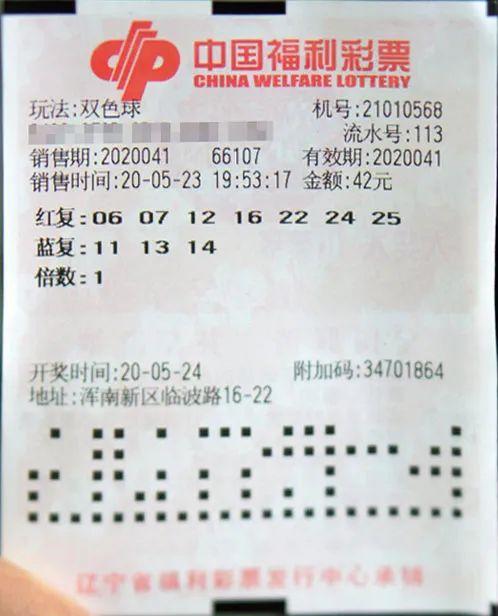 中国福利彩票
CHINA WELFARE LOTTERY
玩法:双色球 机号:21010568
流水号:113
销售期:2020041 66107 有效期:2020041
销售时间:20-05-23 19:53:17 金额:42元
红复:06 07 12 16 22 24 25
蓝复:11 13 14
倍数:1
开奖时间:20-05-24 附加码:34701864
地址:浑南新区临波路16-22
辽宁省福利彩票发行中心承销